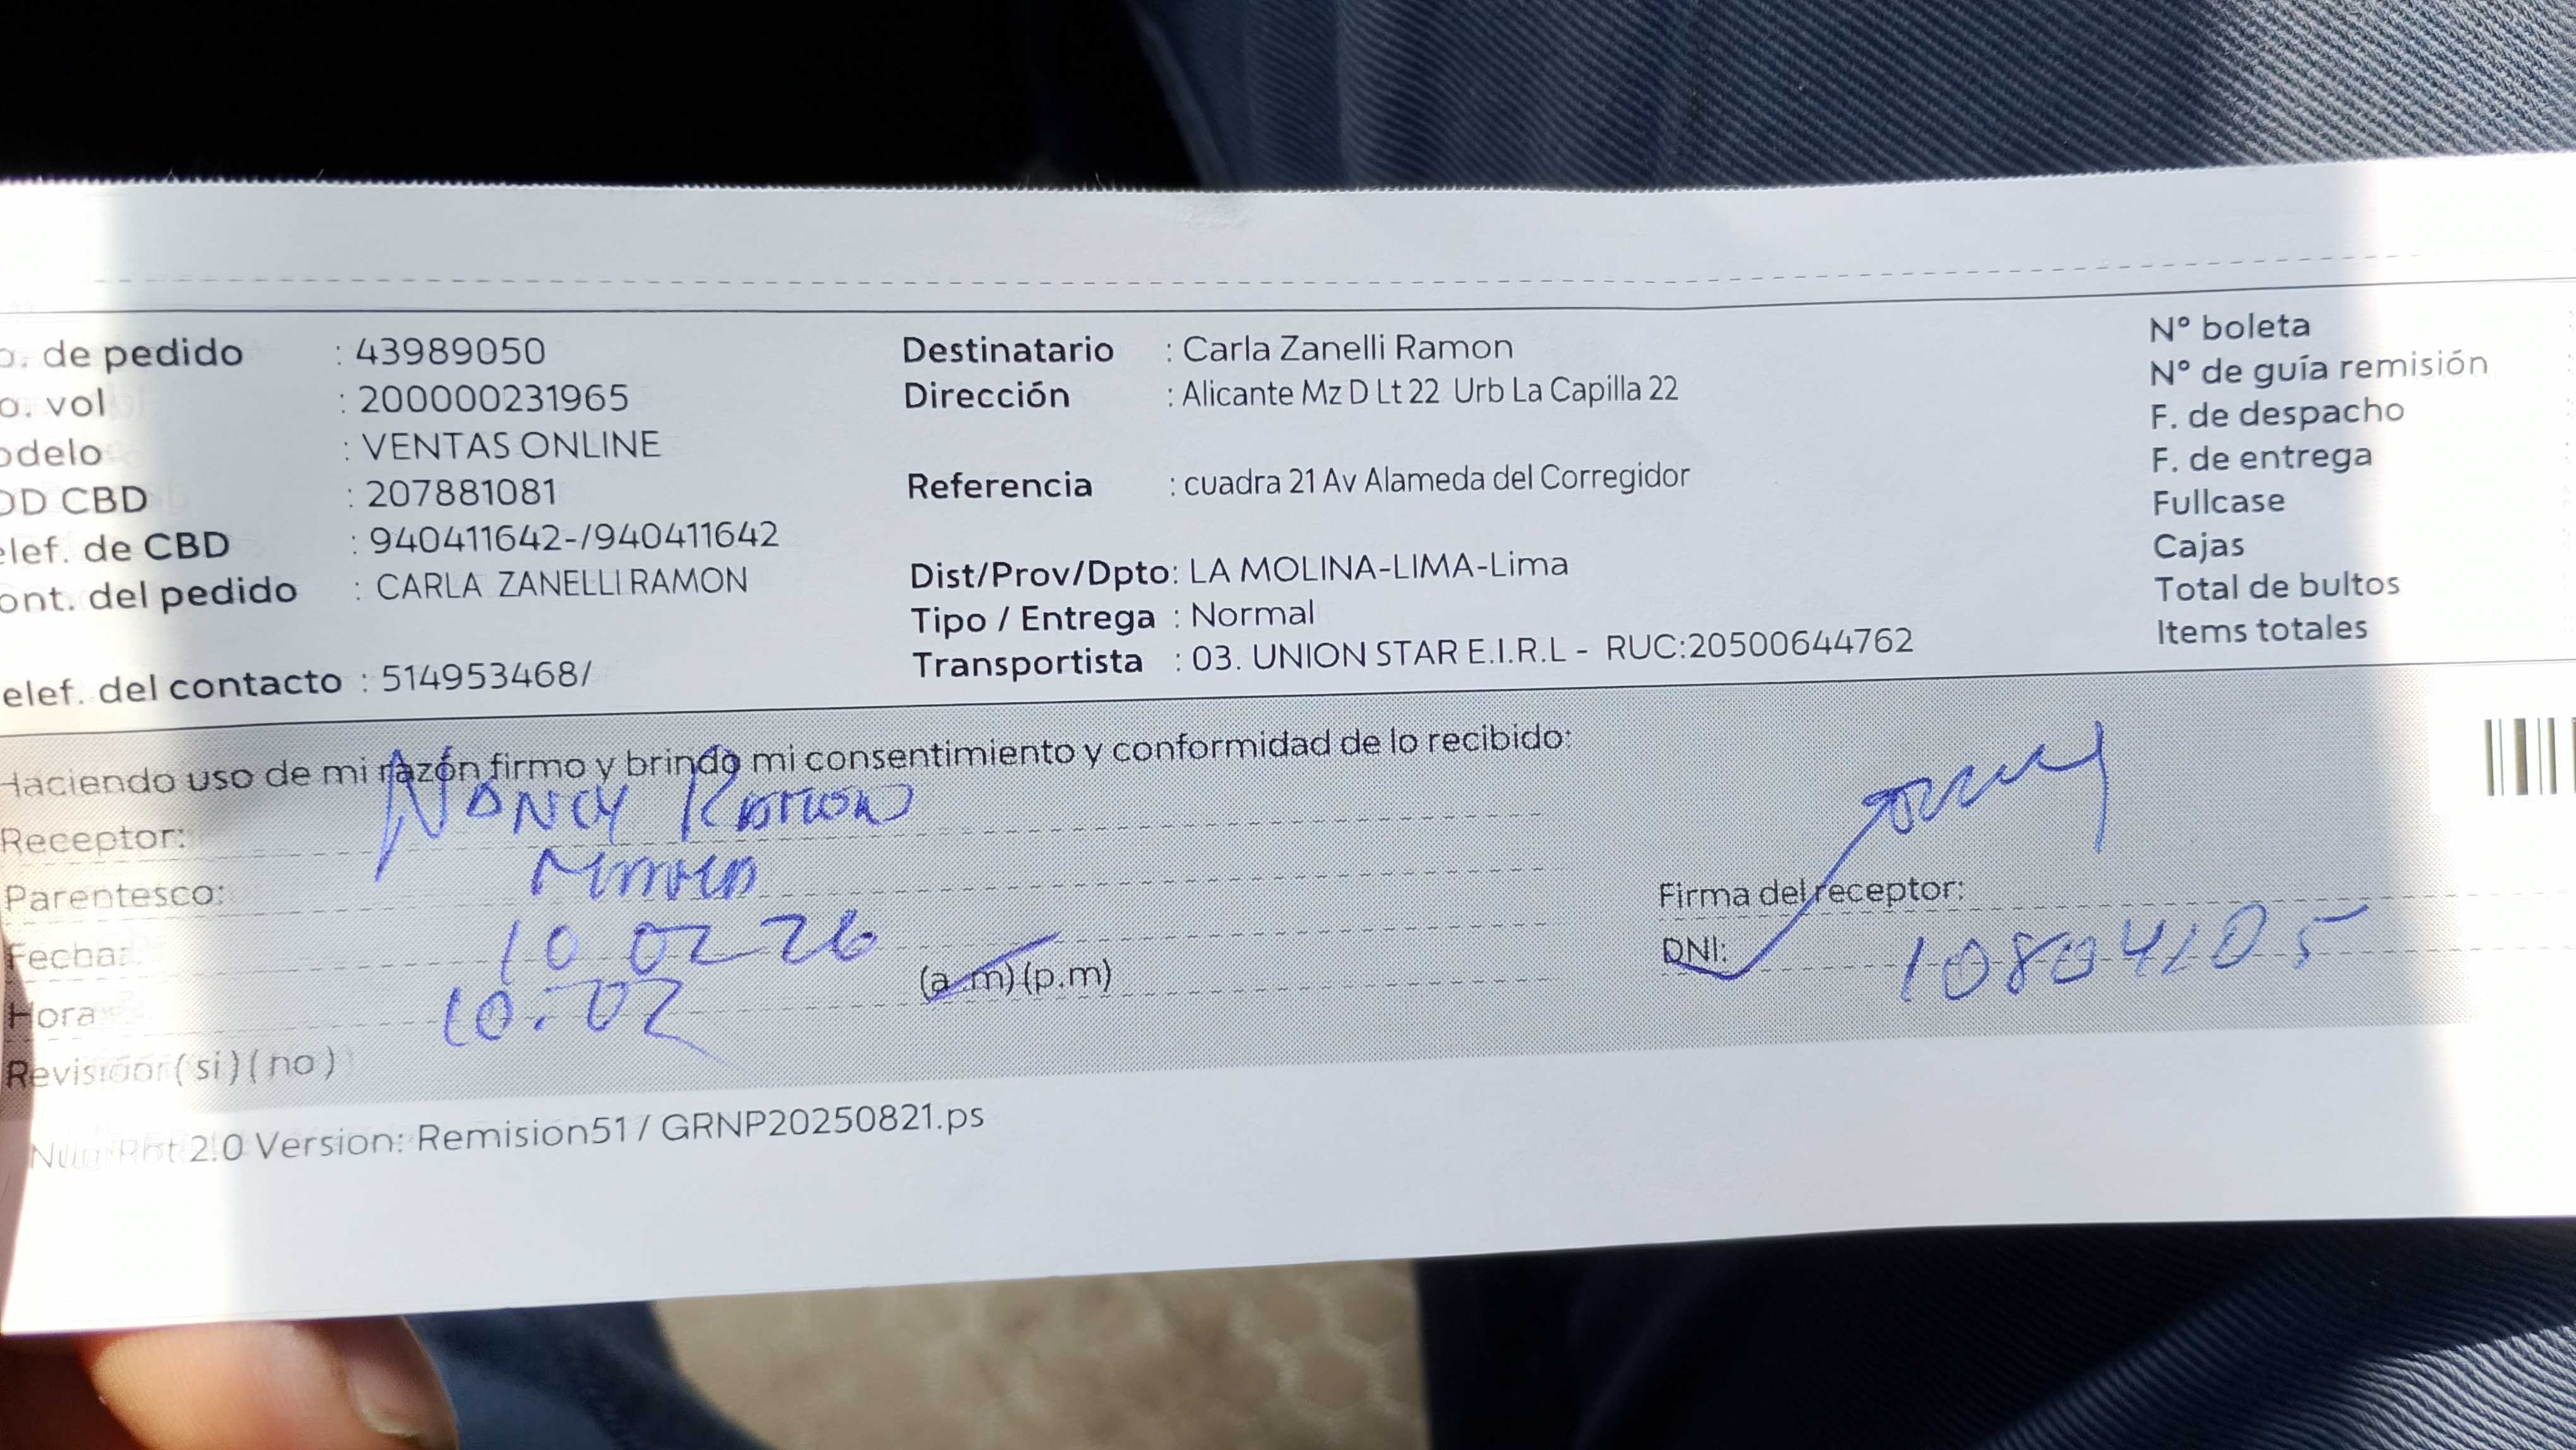 o. de pedido : 43989050
o. vol : 200000231965
odelo : VENTAS ONLINE
OD CBD : 207881081
elef. de CBD : 940411642-/940411642
ont. del pedido : CARLA ZANELLI RAMON
elef. del contacto : 514953468/
Destinatario : Carla Zanelli Ramon
Dirección : Alicante Mz D Lt 22 Urb La Capilla 22
Referencia : cuadra 21 Av Alameda del Corregidor
Dist/Prov/Dpto: LA MOLINA-LIMA-Lima
Tipo / Entrega : Normal
Transportista : 03. UNION STAR E.I.R.L - RUC:20500644762
N° boleta
N° de guía remisión
F. de despacho
F. de entrega
Fullcase
Cajas
Total de bultos
Items totales
Haciendo uso de mi razón firmo y brindo mi consentimiento y conformidad de lo recibido:
Receptor: Nancy Ramon
Parentesco:
Fecha: 10 02 26
Hora 10:02 (a.m) (p.m)
Revision ( si ) ( no )
Firma del receptor:
DNI: 10804105
2.0 Version: Remision51 / GRNP20250821.ps